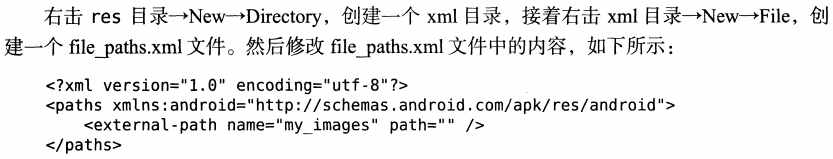 右击 res 目录→New→Directory，创建一个 xml 目录，接着右击 xml 目录→New→File，创
建一个 file_paths.xml 文件。然后修改 file_paths.xml 文件中的内容，如下所示：
<?xml version="1.0" encoding="utf-8"?>
<paths xmlns:android="http://schemas.android.com/apk/res/android">
    <external-path name="my_images" path="" />
</paths>